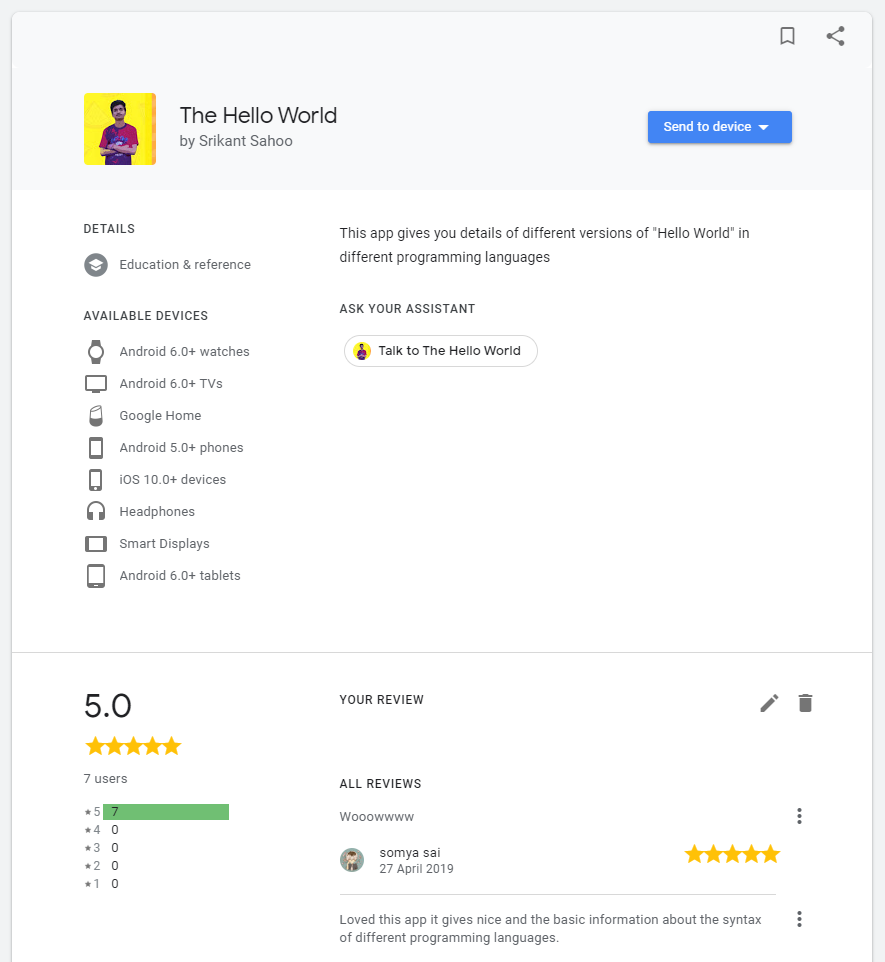 The Hello World
by Srikant Sahoo
Send to device
DETAILS
Education & reference
AVAILABLE DEVICES
Android 6.0+ watches
Android 6.0+ TVs
Google Home
Android 5.0+ phones
iOS 10.0+ devices
Headphones
Smart Displays
Android 6.0+ tablets
This app gives you details of different versions of "Hello World" in
different programming languages
ASK YOUR ASSISTANT
Talk to The Hello World
5.0
7 users
★ 5 7
★ 4 0
★ 3 0
★ 2 0
★ 1 0
YOUR REVIEW
ALL REVIEWS
Wooowwww
somya sai
27 April 2019
Loved this app it gives nice and the basic information about the syntax
of different programming languages.